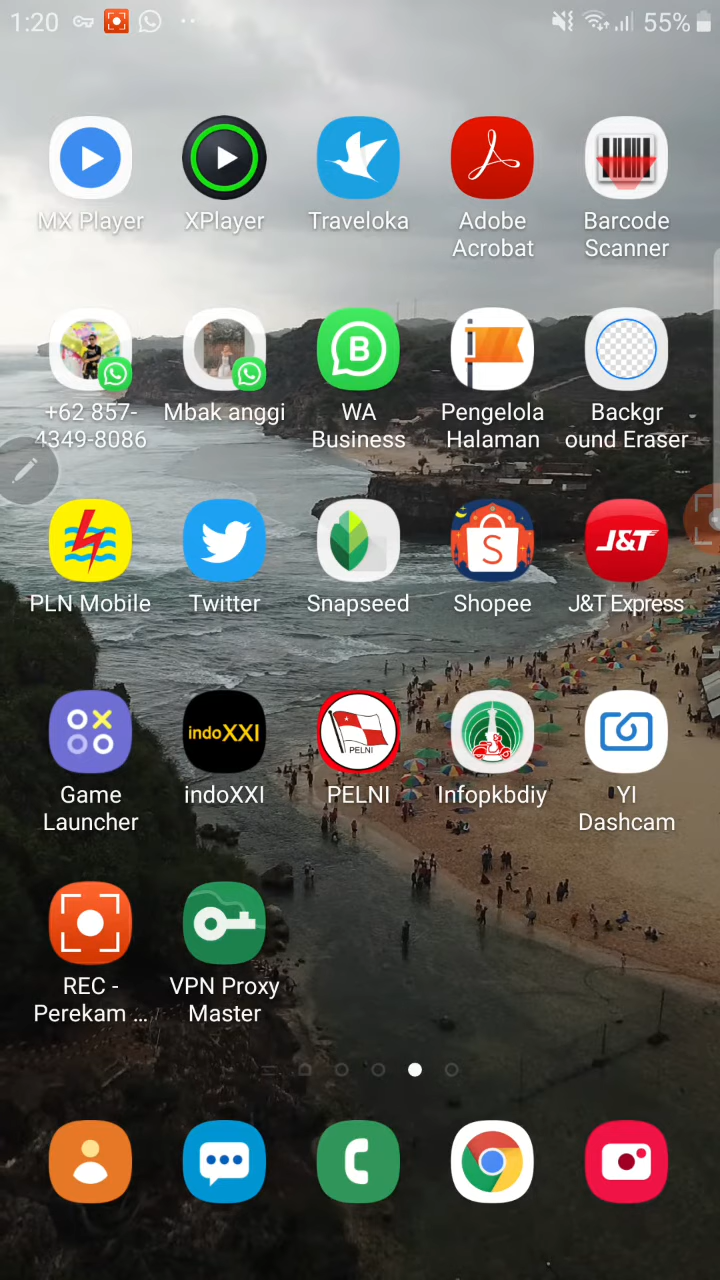 1:20
55%
MX Player
XPlayer
Traveloka
Adobe
Acrobat
Barcode
Scanner
+62 857-
4349-8086
Mbak anggi
B
WA
Business
Pengelola
Halaman
Backgr
ound Eraser
PLN Mobile
Twitter
Snapseed
S
Shopee
J&T
J&T Express
Game
Launcher
indoXXI
indoXXI
PELNI
PELNI
Infopkbdiy
YI
Dashcam
REC -
Perekam ...
VPN Proxy
Master